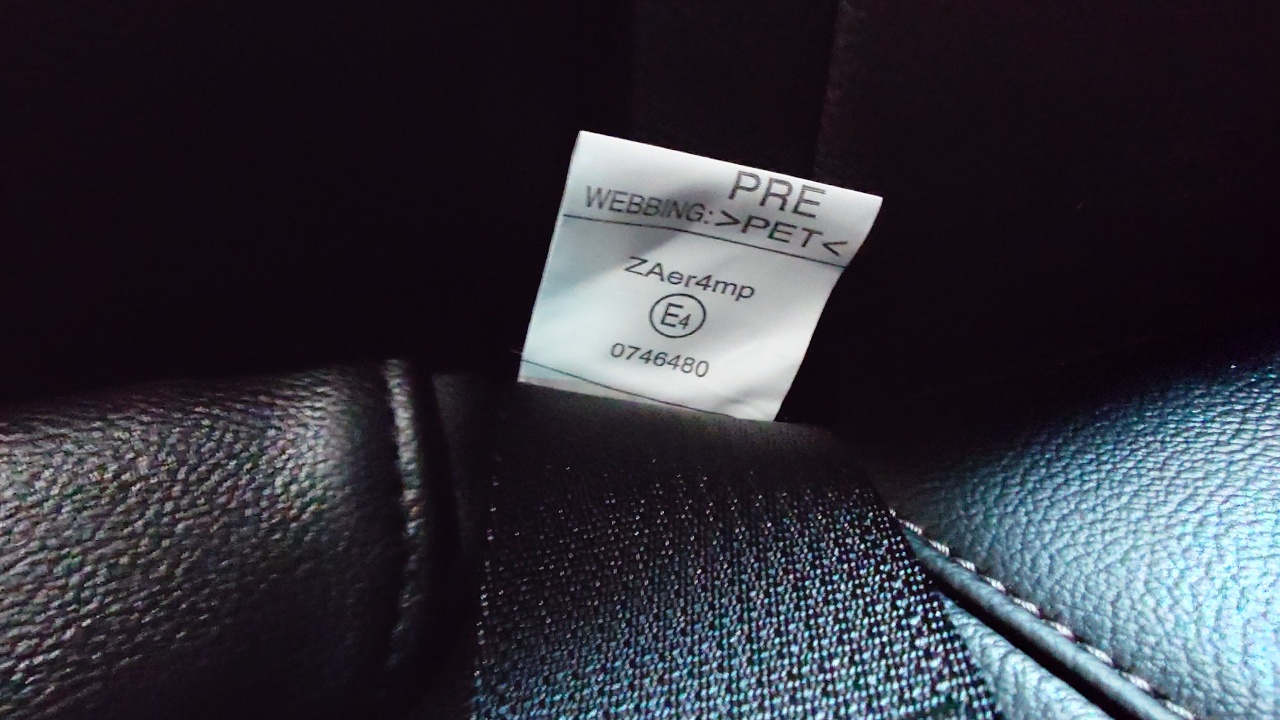 PRE
WEBBING: >PET<
ZAer4mp
E4
0746480